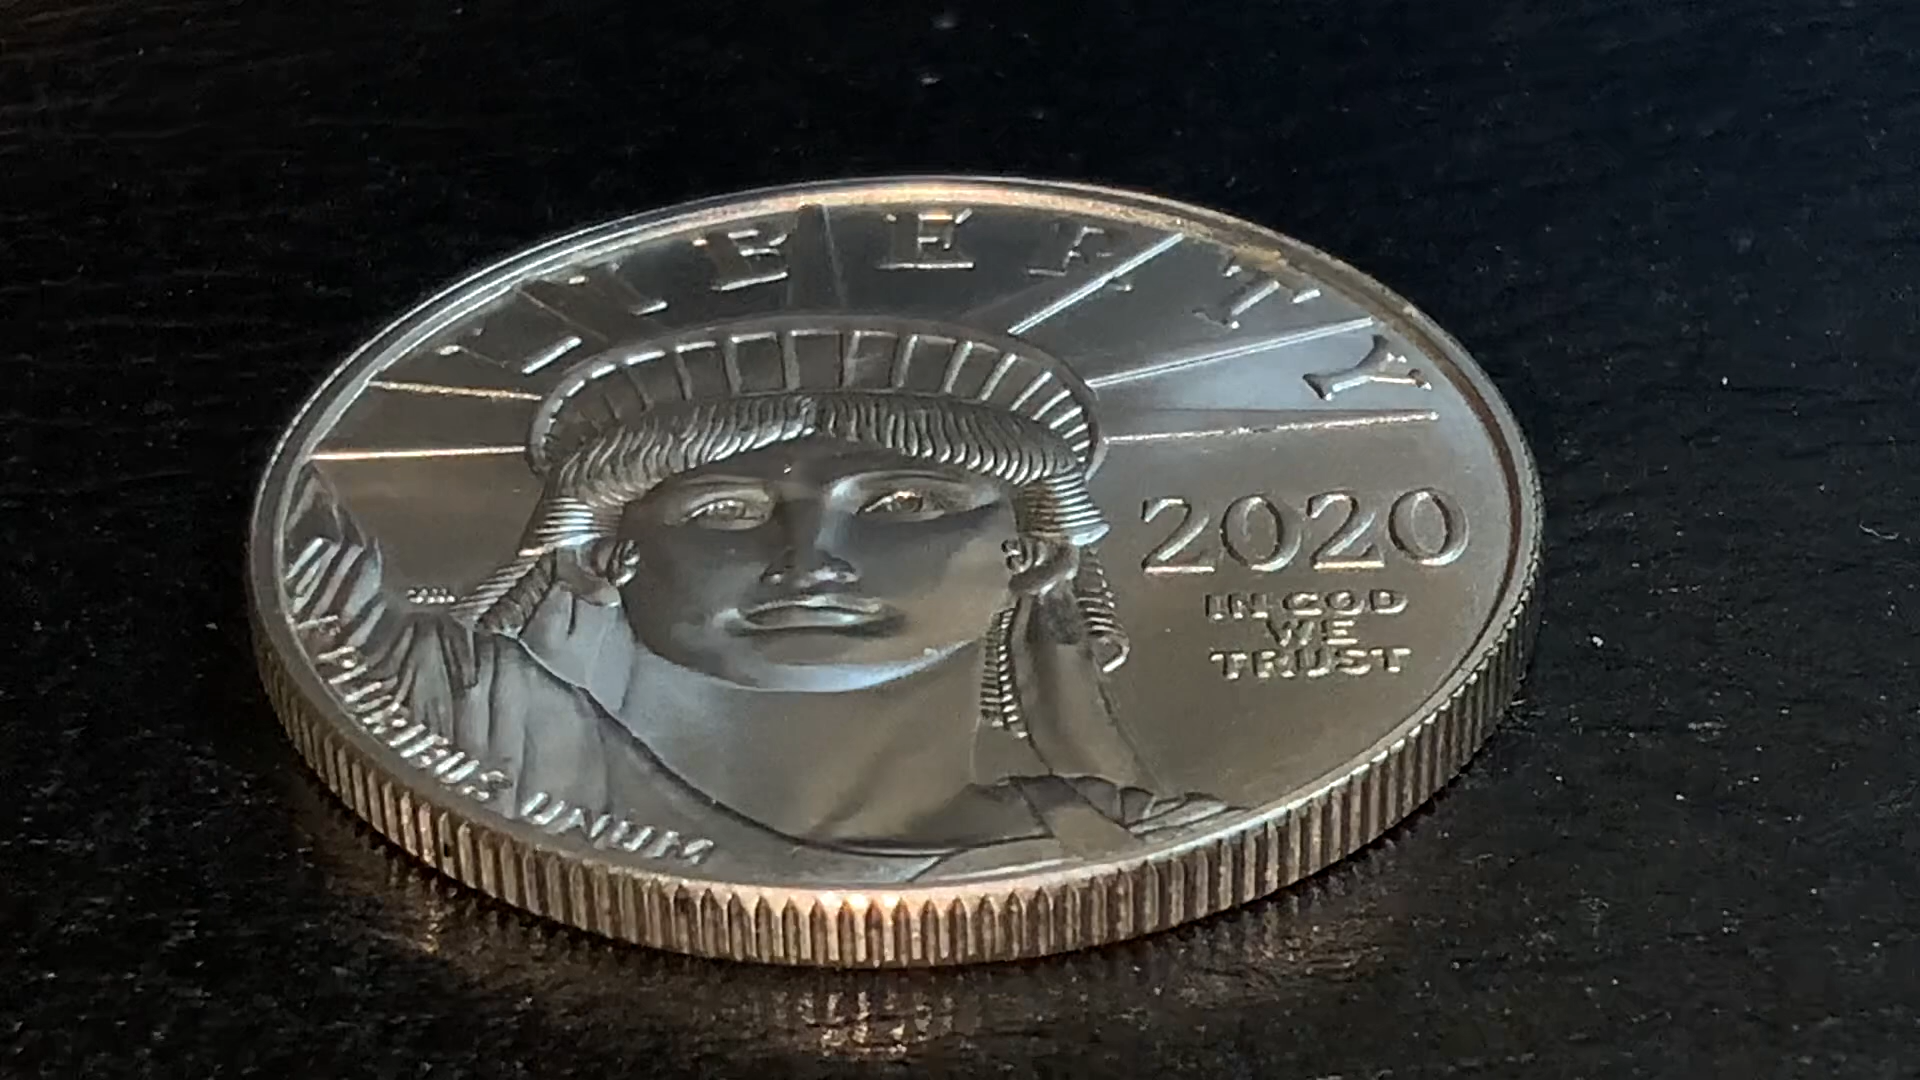 LIBERTY
2020
IN GOD
WE
TRUST
E PLURIBUS UNUM